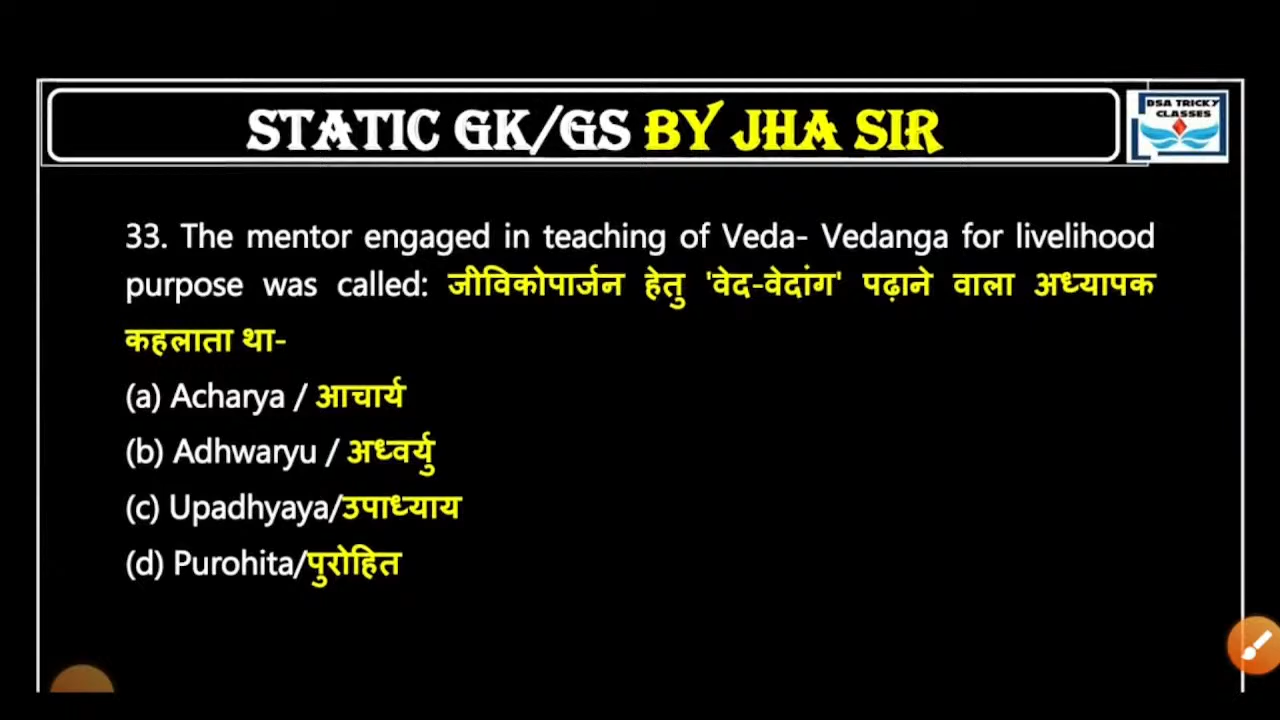 STATIC GK/GS BY JHA SIR
DSA TRICKY
CLASSES
33. The mentor engaged in teaching of Veda- Vedanga for livelihood
purpose was called: जीविकोपार्जन हेतु 'वेद-वेदांग' पढ़ाने वाला अध्यापक
कहलाता था-
(a) Acharya / आचार्य
(b) Adhwaryu / अध्वर्यु
(c) Upadhyaya/उपाध्याय
(d) Purohita/पुरोहित